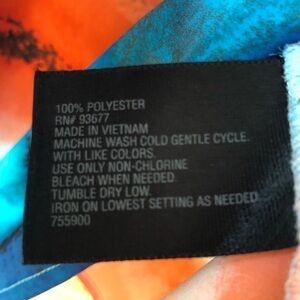 100% POLYESTER
RN# 93677
MADE IN VIETNAM
MACHINE WASH COLD GENTLE CYCLE.
WITH LIKE COLORS.
USE ONLY NON-CHLORINE
BLEACH WHEN NEEDED.
TUMBLE DRY LOW.
IRON ON LOWEST SETTING AS NEEDED.
755900